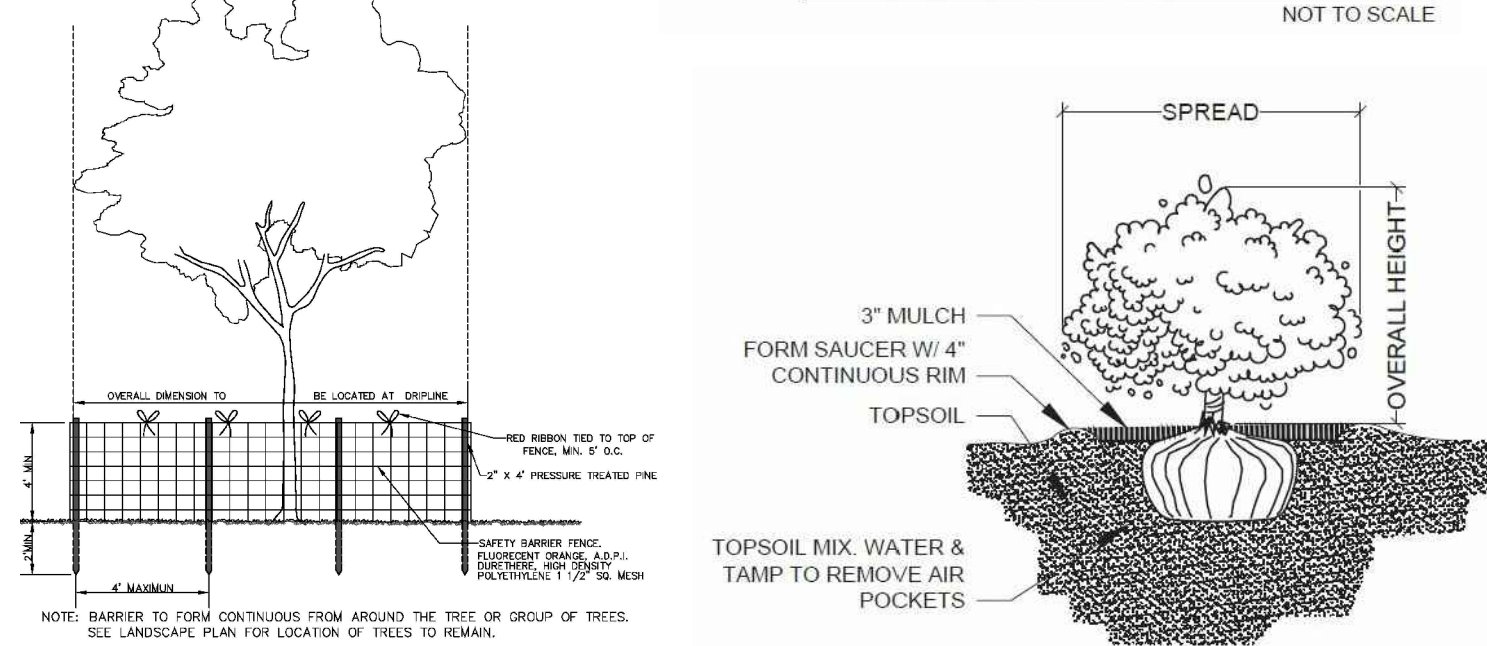 NOT TO SCALE
OVERALL DIMENSION TO BE LOCATED AT DRIPLINE
RED RIBBON TIED TO TOP OF
FENCE, MIN. 5' O.C.
2" X 4' PRESSURE TREATED PINE
4' MIN
2'MIN
SAFETY BARRIER FENCE.
FLUORECENT ORANGE, A.D.P.I.
DURETHERE, HIGH DENSITY
POLYETHYLENE 1 1/2" SQ. MESH
4' MAXIMUN
NOTE: BARRIER TO FORM CONTINUOUS FROM AROUND THE TREE OR GROUP OF TREES.
SEE LANDSCAPE PLAN FOR LOCATION OF TREES TO REMAIN.
SPREAD
OVERALL HEIGHT
3" MULCH
FORM SAUCER W/ 4"
CONTINUOUS RIM
TOPSOIL
TOPSOIL MIX. WATER &
TAMP TO REMOVE AIR
POCKETS